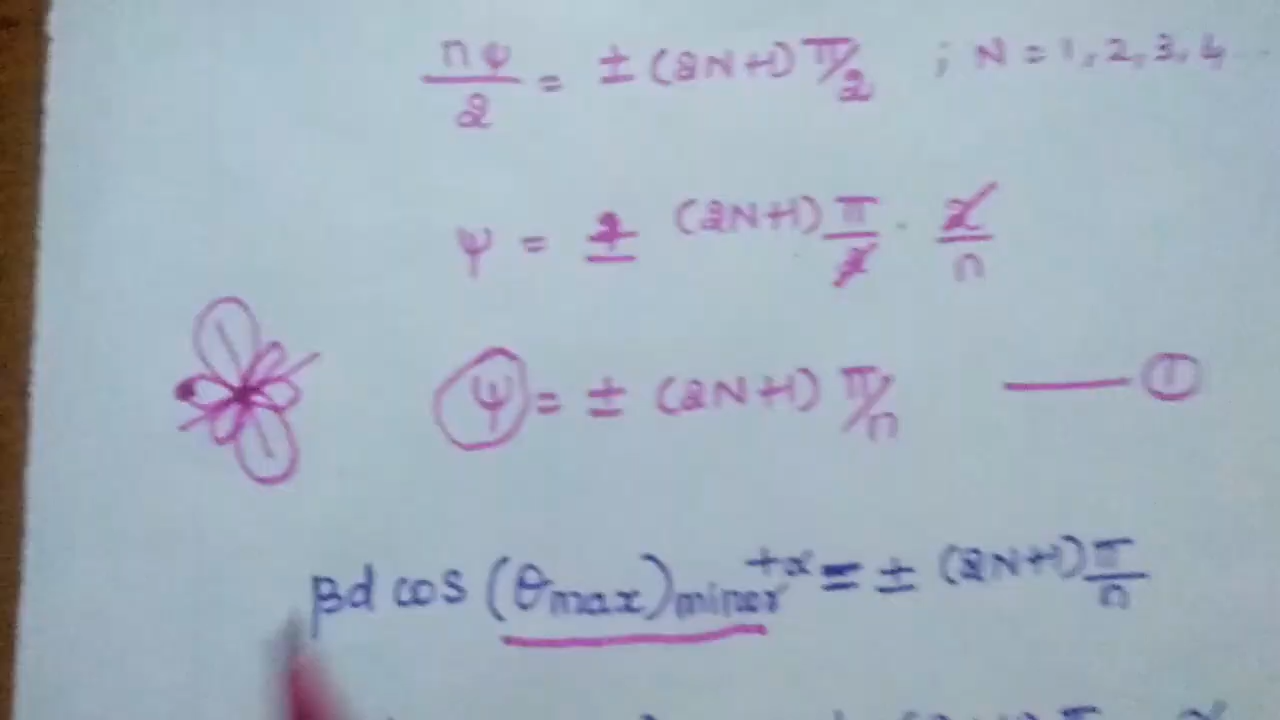 nψ/2 = ± (2N+1) π/2 ; N = 1, 2, 3, 4 ...
ψ = ± (2N+1) π/2 . 2/n
ψ = ± (2N+1) π/n —— ①
βd cos (θmax)minor +α = ± (2N+1) π/n